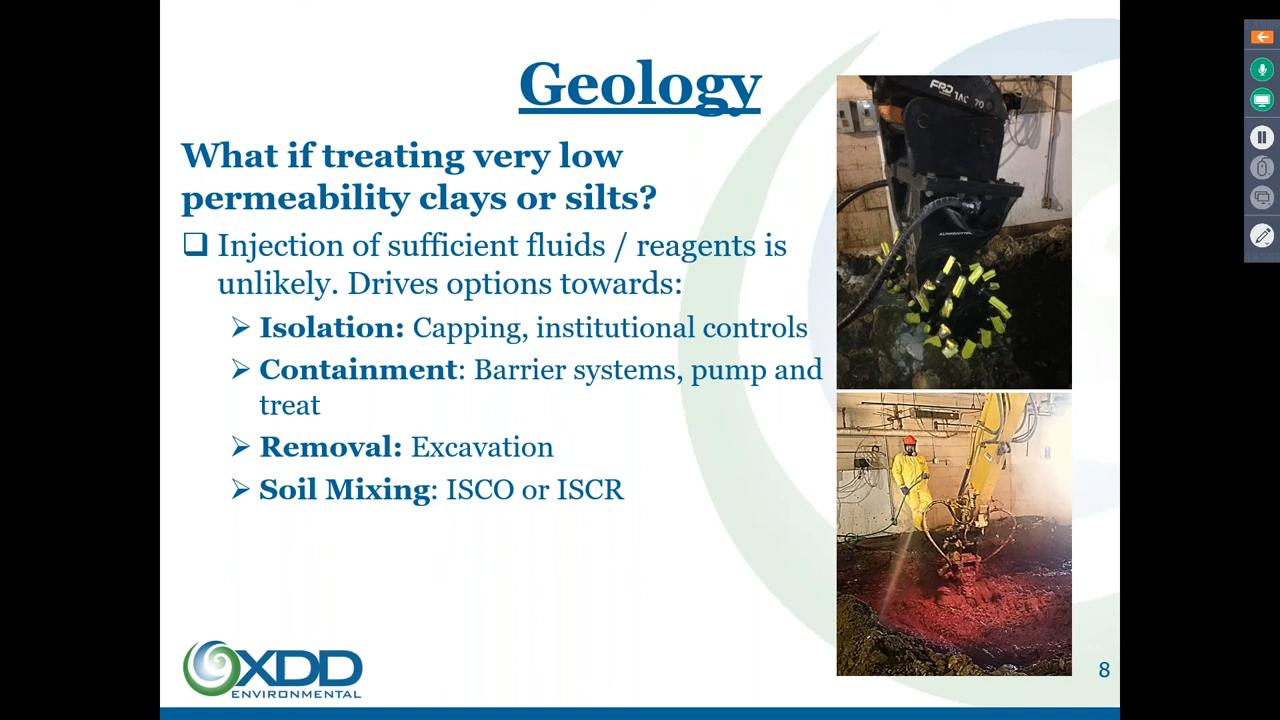 Geology
What if treating very low
permeability clays or silts?
❑ Injection of sufficient fluids / reagents is
unlikely. Drives options towards:
➢ Isolation: Capping, institutional controls
➢ Containment: Barrier systems, pump and
treat
➢ Removal: Excavation
➢ Soil Mixing: ISCO or ISCR
XDD
ENVIRONMENTAL
8